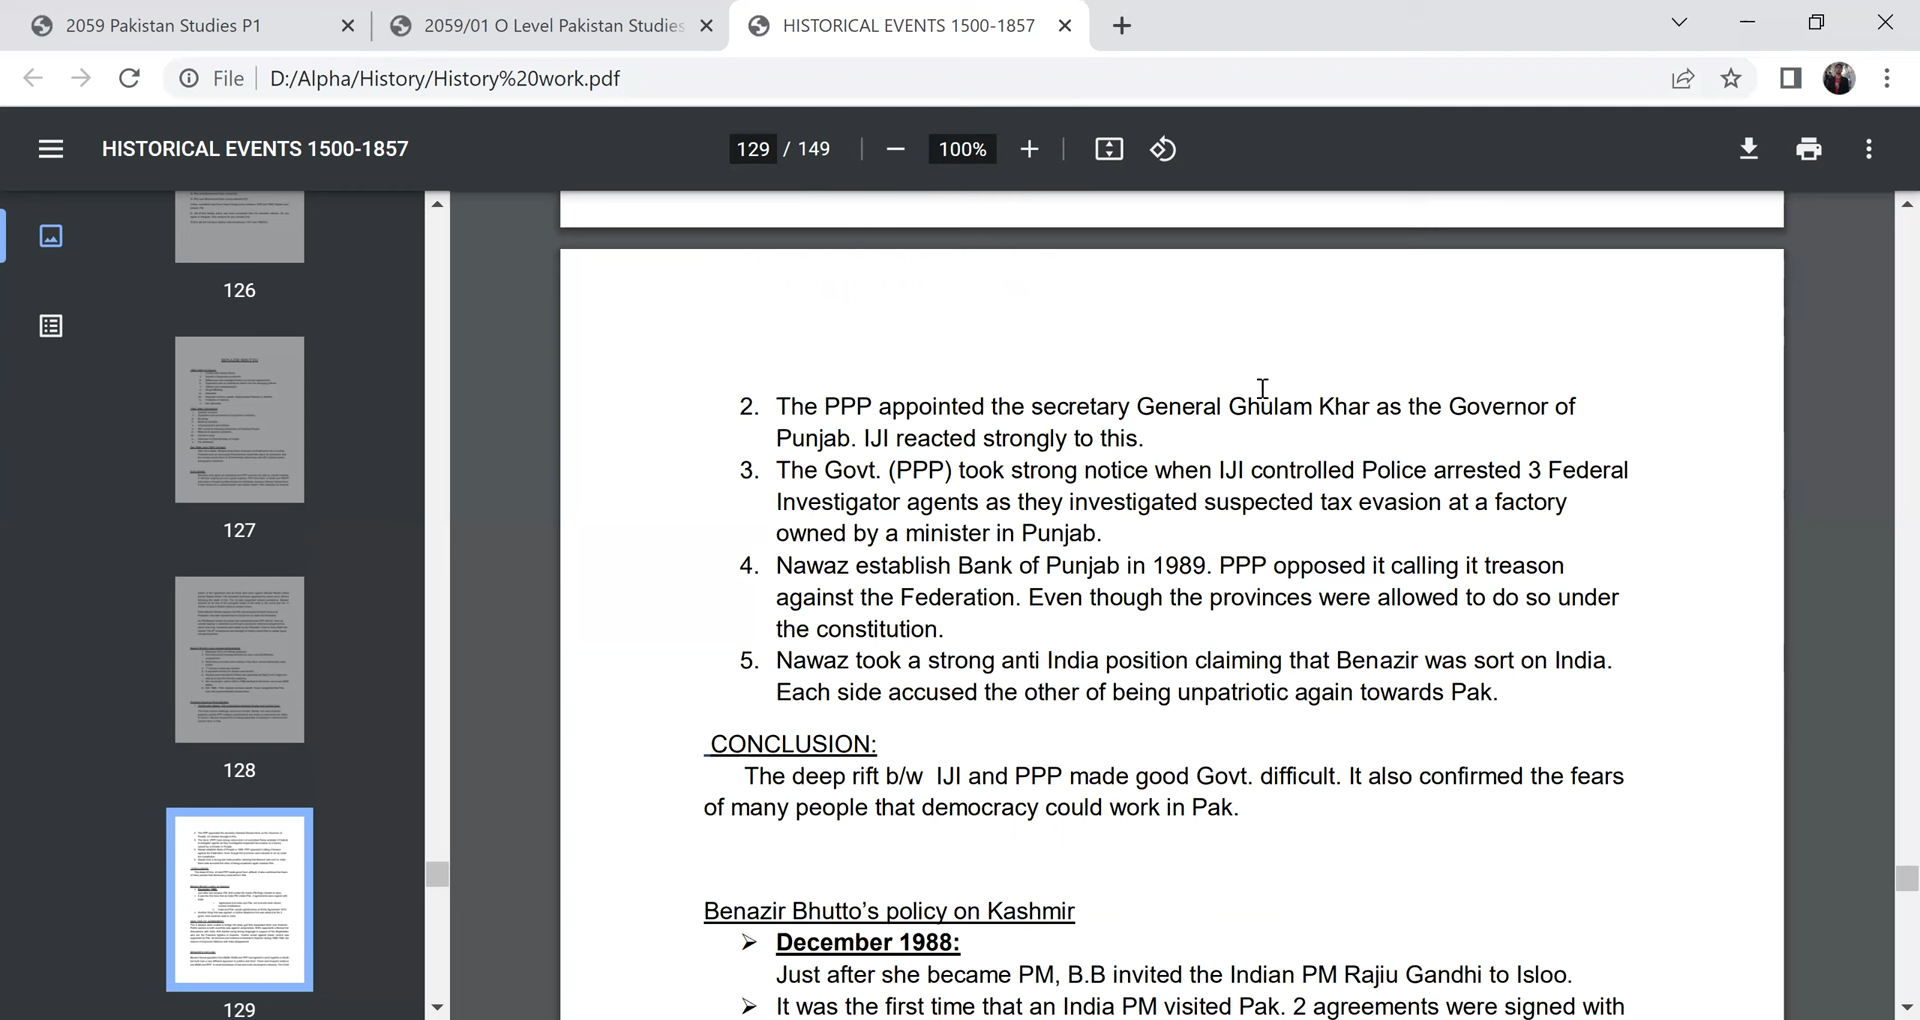 2059 Pakistan Studies P1
2059/01 O Level Pakistan Studies
HISTORICAL EVENTS 1500-1857
File
D:/Alpha/History/History%20work.pdf
HISTORICAL EVENTS 1500-1857
129 / 149
100%
126
127
128
129
2. The PPP appointed the secretary General Ghulam Khar as the Governor of
Punjab. IJI reacted strongly to this.
3. The Govt. (PPP) took strong notice when IJI controlled Police arrested 3 Federal
Investigator agents as they investigated suspected tax evasion at a factory
owned by a minister in Punjab.
4. Nawaz establish Bank of Punjab in 1989. PPP opposed it calling it treason
against the Federation. Even though the provinces were allowed to do so under
the constitution.
5. Nawaz took a strong anti India position claiming that Benazir was sort on India.
Each side accused the other of being unpatriotic again towards Pak.
CONCLUSION:
The deep rift b/w IJI and PPP made good Govt. difficult. It also confirmed the fears
of many people that democracy could work in Pak.
Benazir Bhutto's policy on Kashmir
➢ December 1988:
Just after she became PM, B.B invited the Indian PM Rajiu Gandhi to Isloo.
➢ It was the first time that an India PM visited Pak. 2 agreements were signed with